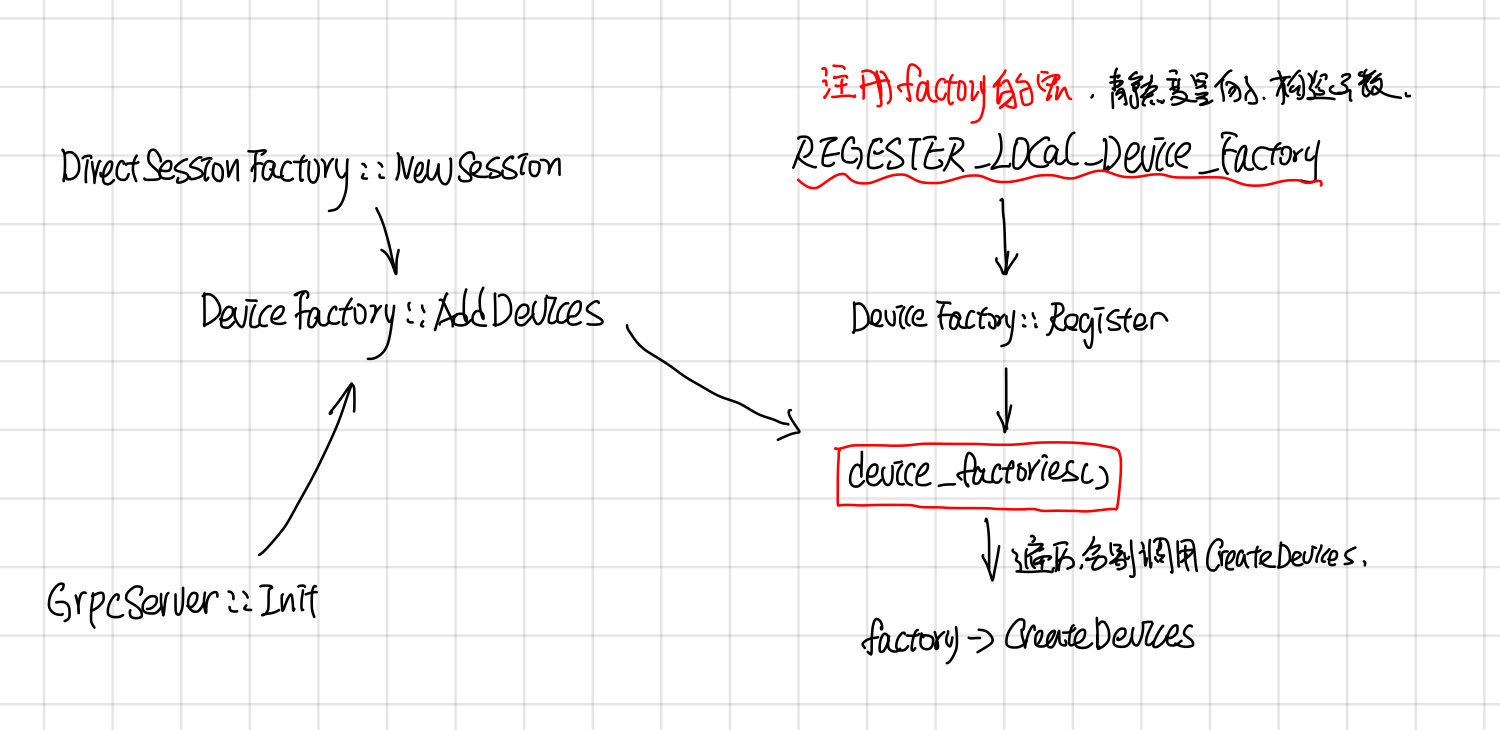 注册factory的宏,静态变量何时.构造函数.
DirectSessionFactory::NewSession
REGESTER_LOCal_Device_Factory
DeviceFactory::AddDevices
DeviceFactory::Register
device_factories()
遍历,分别调用CreateDevices.
GrpcServer::Init
factory->CreateDevices